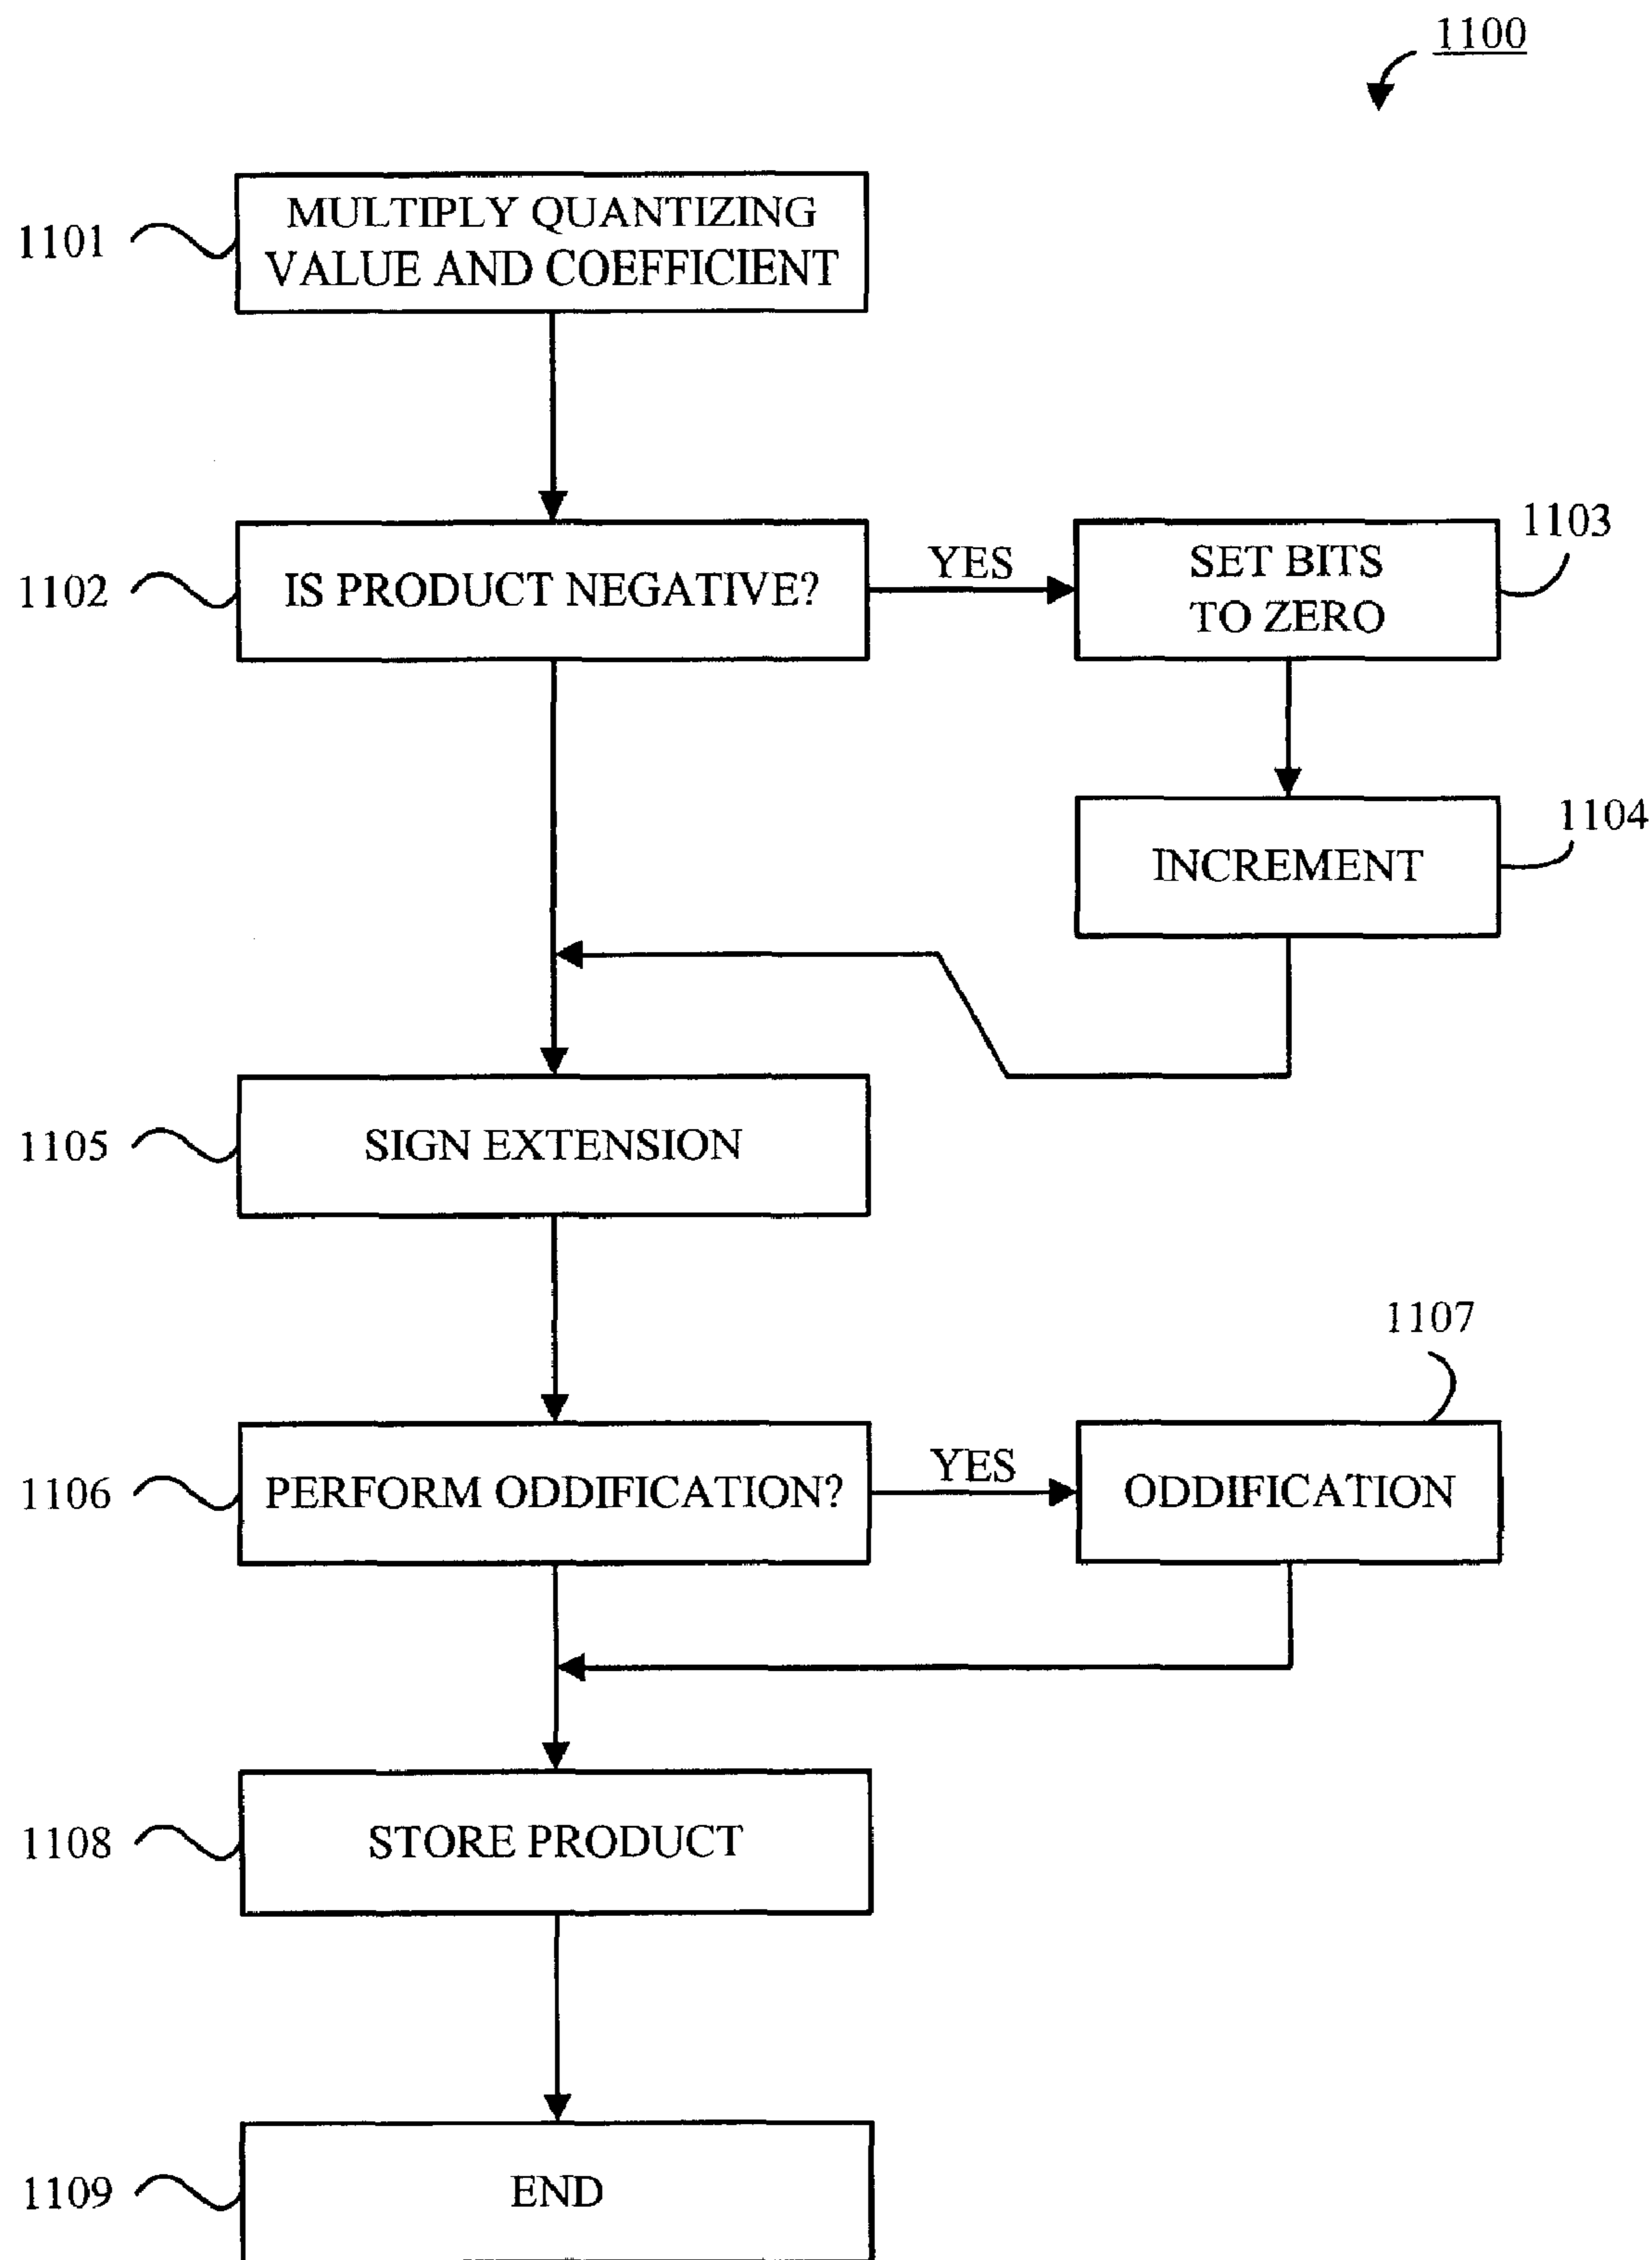 1100
1101
MULTIPLY QUANTIZING
VALUE AND COEFFICIENT
1102
IS PRODUCT NEGATIVE?
YES
SET BITS
TO ZERO
1103
INCREMENT
1104
1105
SIGN EXTENSION
1106
PERFORM ODDIFICATION?
YES
ODDIFICATION
1107
1108
STORE PRODUCT
1109
END